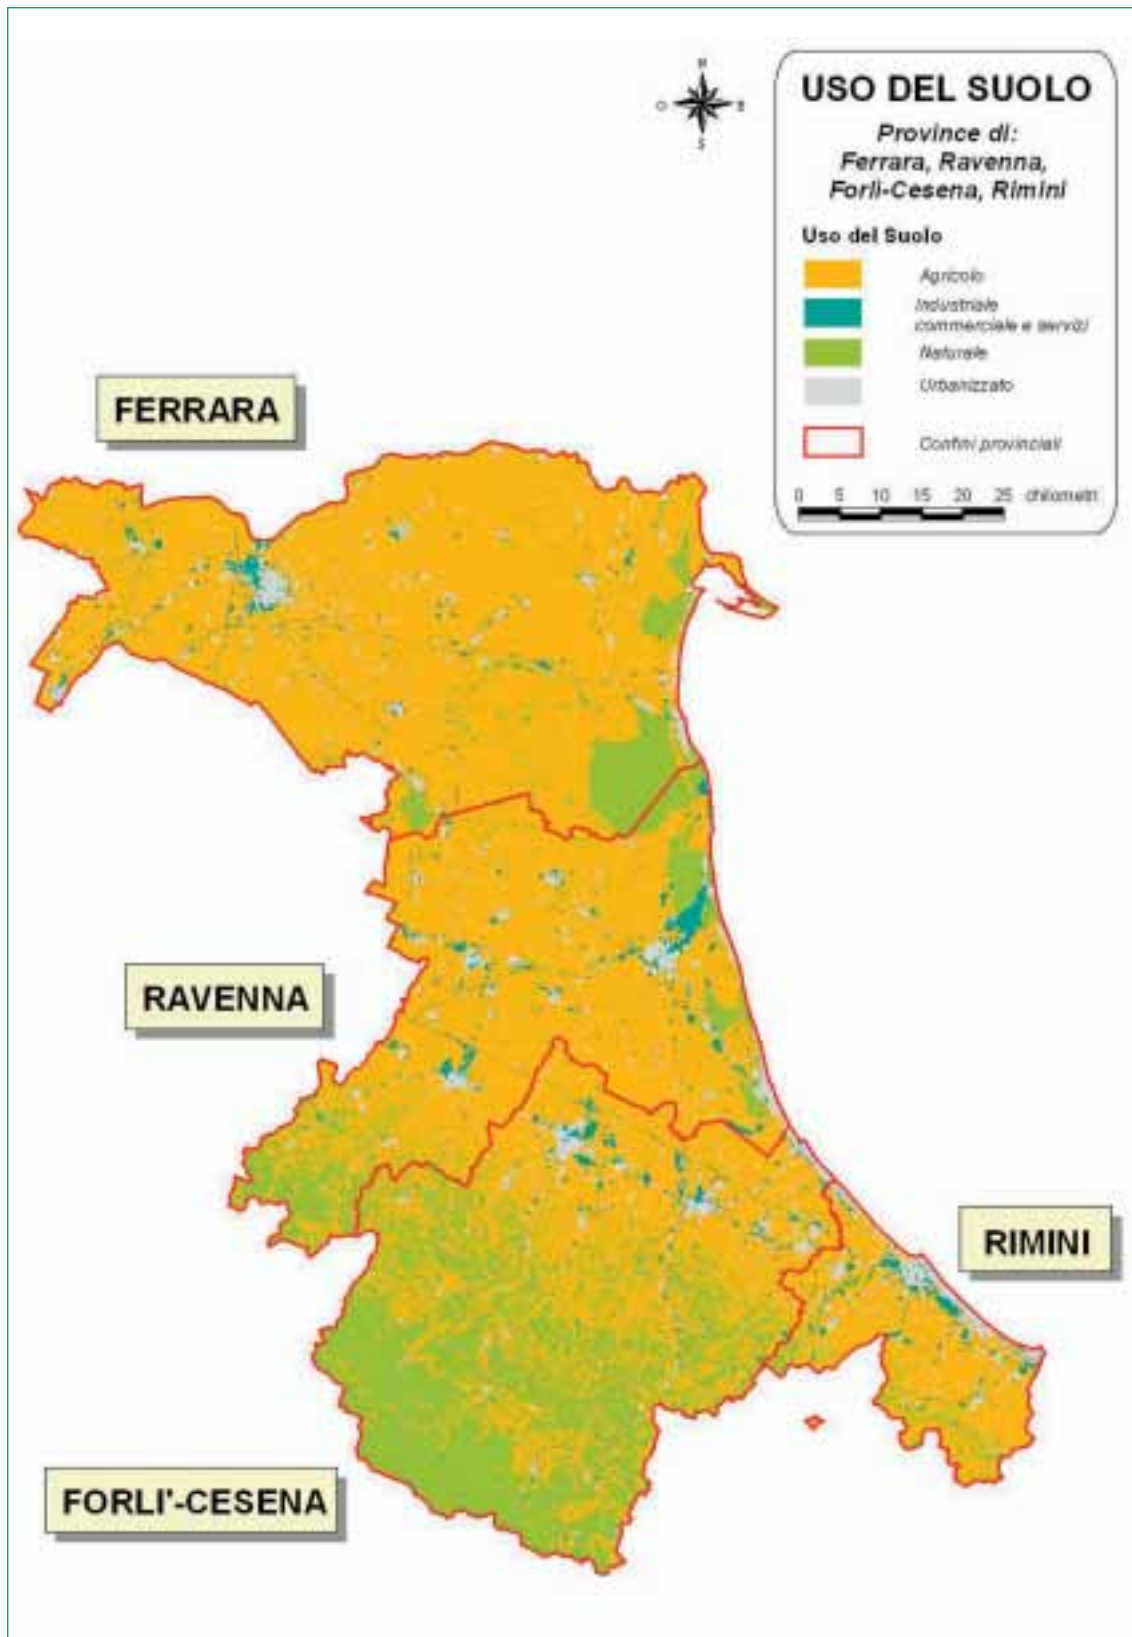 N
O
E
S
USO DEL SUOLO
Province di:
Ferrara, Ravenna,
Forlì-Cesena, Rimini
Uso del Suolo
Agricolo
Industriale
commerciale e servizi
Naturale
Urbanizzato
Confini provinciali
0 5 10 15 20 25 chilometri
FERRARA
RAVENNA
RIMINI
FORLI'-CESENA